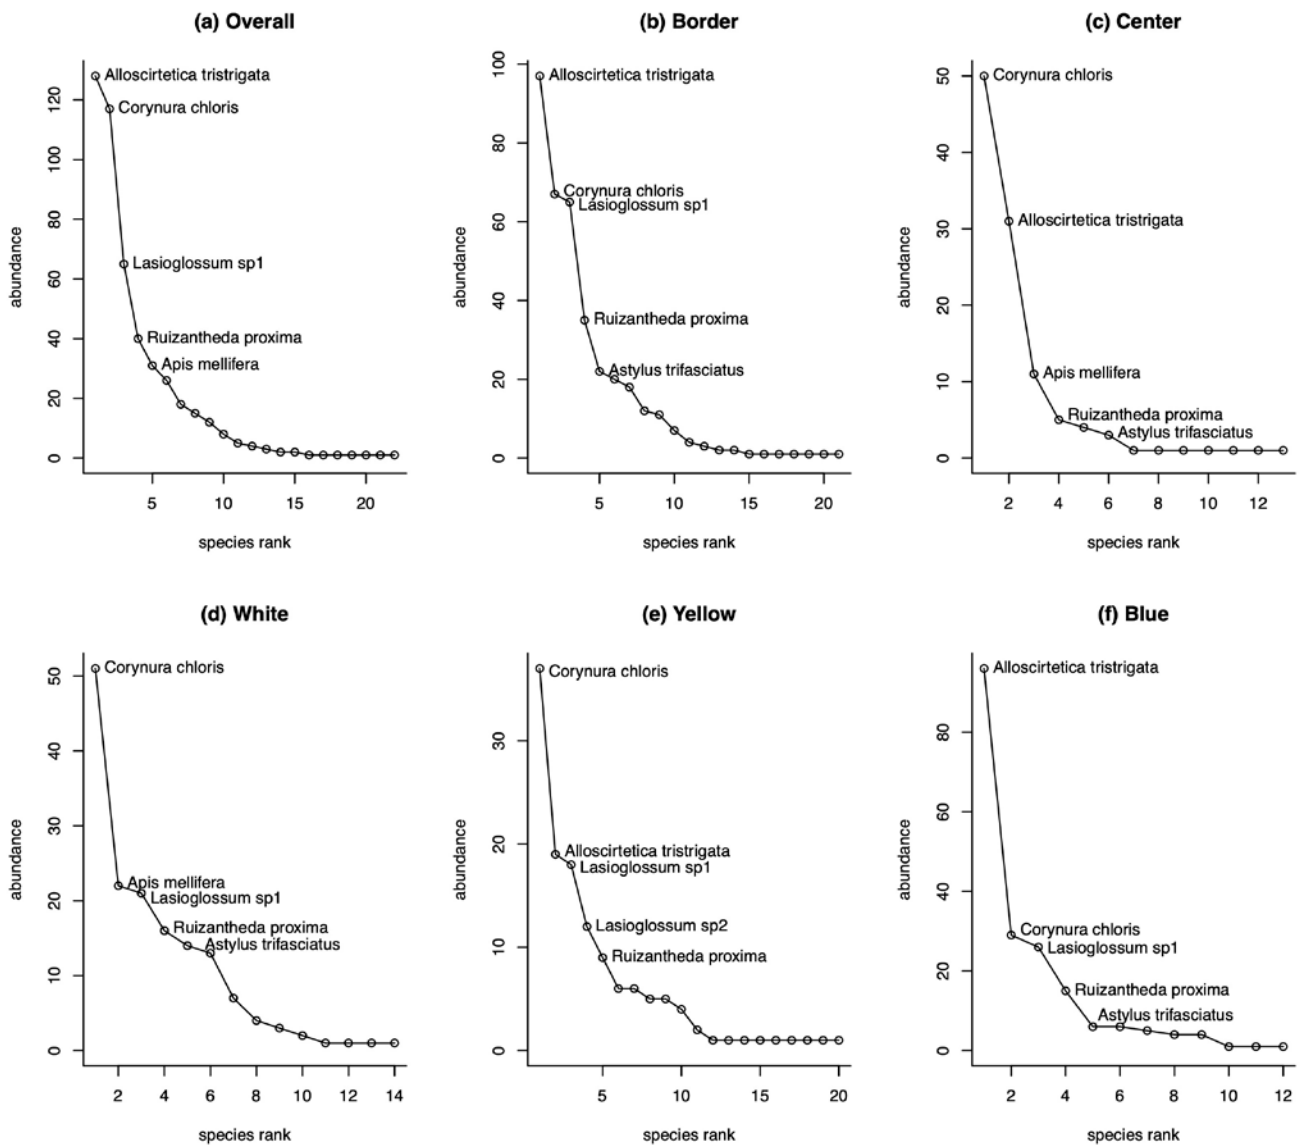 (a) Overall
abundance
0
20
40
60
80
100
120
Alloscirtetica tristrigata
Corynura chloris
Lasioglossum sp1
Ruizantheda proxima
Apis mellifera
5
10
15
20
species rank
(b) Border
abundance
0
20
40
60
80
100
Alloscirtetica tristrigata
Corynura chloris
Lasioglossum sp1
Ruizantheda proxima
Astylus trifasciatus
5
10
15
20
species rank
(c) Center
abundance
0
10
20
30
40
50
Corynura chloris
Alloscirtetica tristrigata
Apis mellifera
Ruizantheda proxima
Astylus trifasciatus
2
4
6
8
10
12
species rank
(d) White
abundance
0
10
20
30
40
50
Corynura chloris
Apis mellifera
Lasioglossum sp1
Ruizantheda proxima
Astylus trifasciatus
2
4
6
8
10
12
14
species rank
(e) Yellow
abundance
0
10
20
30
Corynura chloris
Alloscirtetica tristrigata
Lasioglossum sp1
Lasioglossum sp2
Ruizantheda proxima
5
10
15
20
species rank
(f) Blue
abundance
0
20
40
60
80
Alloscirtetica tristrigata
Corynura chloris
Lasioglossum sp1
Ruizantheda proxima
Astylus trifasciatus
2
4
6
8
10
12
species rank